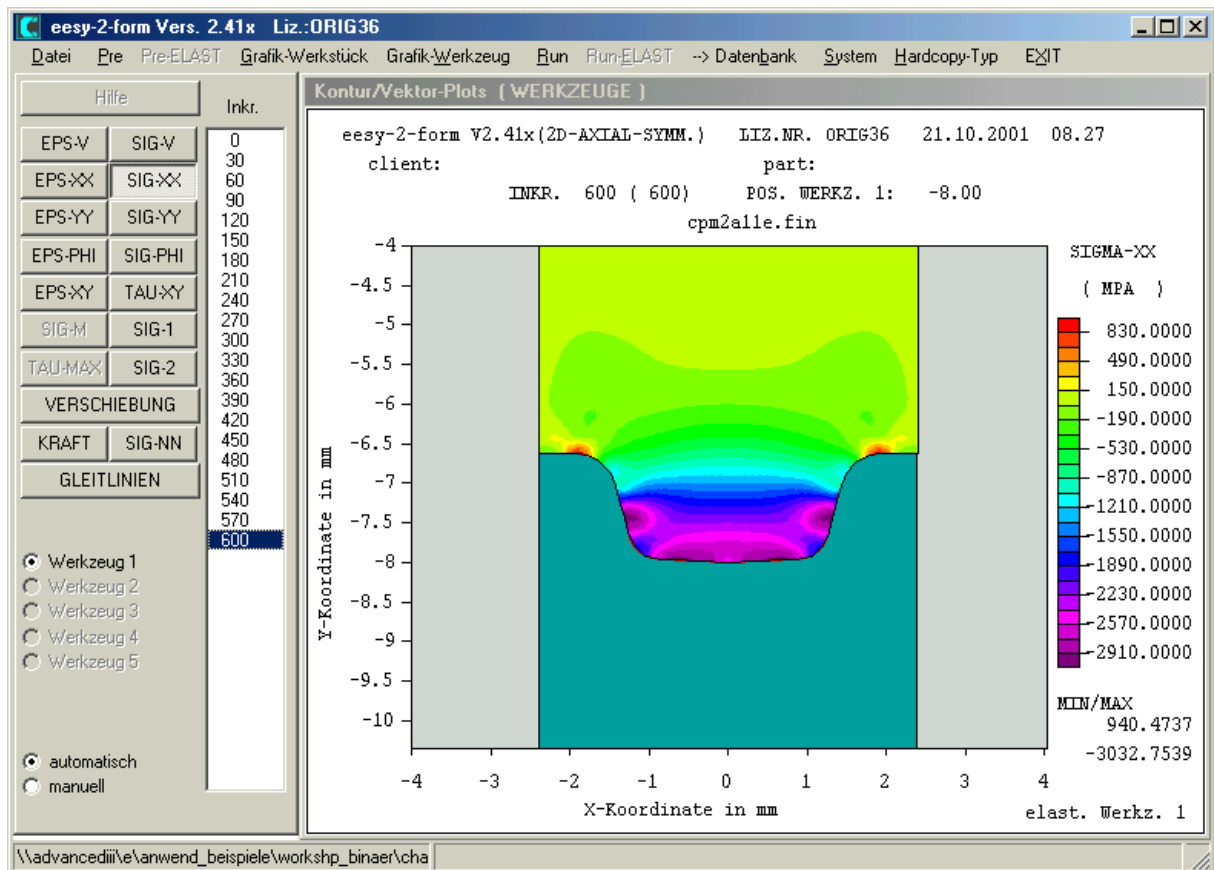 eesy-2-form Vers. 2.41x Liz.:ORIG36
Datei Pre Pre-ELAST Grafik-Werkstück Grafik-Werkzeug Run Run-ELAST --> Datenbank System Hardcopy-Typ EXIT
Hilfe
Inkr.
EPS-V SIG-V
EPS-XX SIG-XX
EPS-YY SIG-YY
EPS-PHI SIG-PHI
EPS-XY TAU-XY
SIG-M SIG-1
TAU-MAX SIG-2
VERSCHIEBUNG
KRAFT SIG-NN
GLEITLINIEN
Werkzeug 1
Werkzeug 2
Werkzeug 3
Werkzeug 4
Werkzeug 5
automatisch
manuell
0
30
60
90
120
150
180
210
240
270
300
330
360
390
420
450
480
510
540
570
600
Kontur/Vektor-Plots ( WERKZEUGE )
eesy-2-form V2.41x(2D-AXIAL-SYMM.) LIZ.NR. ORIG36 21.10.2001 08.27
client: part:
INKR. 600 ( 600) POS. WERKZ. 1: -8.00
cpm2alle.fin
Y-Koordinate in mm
-4
-4.5
-5
-5.5
-6
-6.5
-7
-7.5
-8
-8.5
-9
-9.5
-10
-4 -3 -2 -1 0 1 2 3 4
X-Koordinate in mm
SIGMA-XX
( MPA )
830.0000
490.0000
150.0000
-190.0000
-530.0000
-870.0000
-1210.0000
-1550.0000
-1890.0000
-2230.0000
-2570.0000
-2910.0000
MIN/MAX
940.4737
-3032.7539
elast. Werkz. 1
\\advancediii\e\anwend_beispiele\workshp_binaer\cha